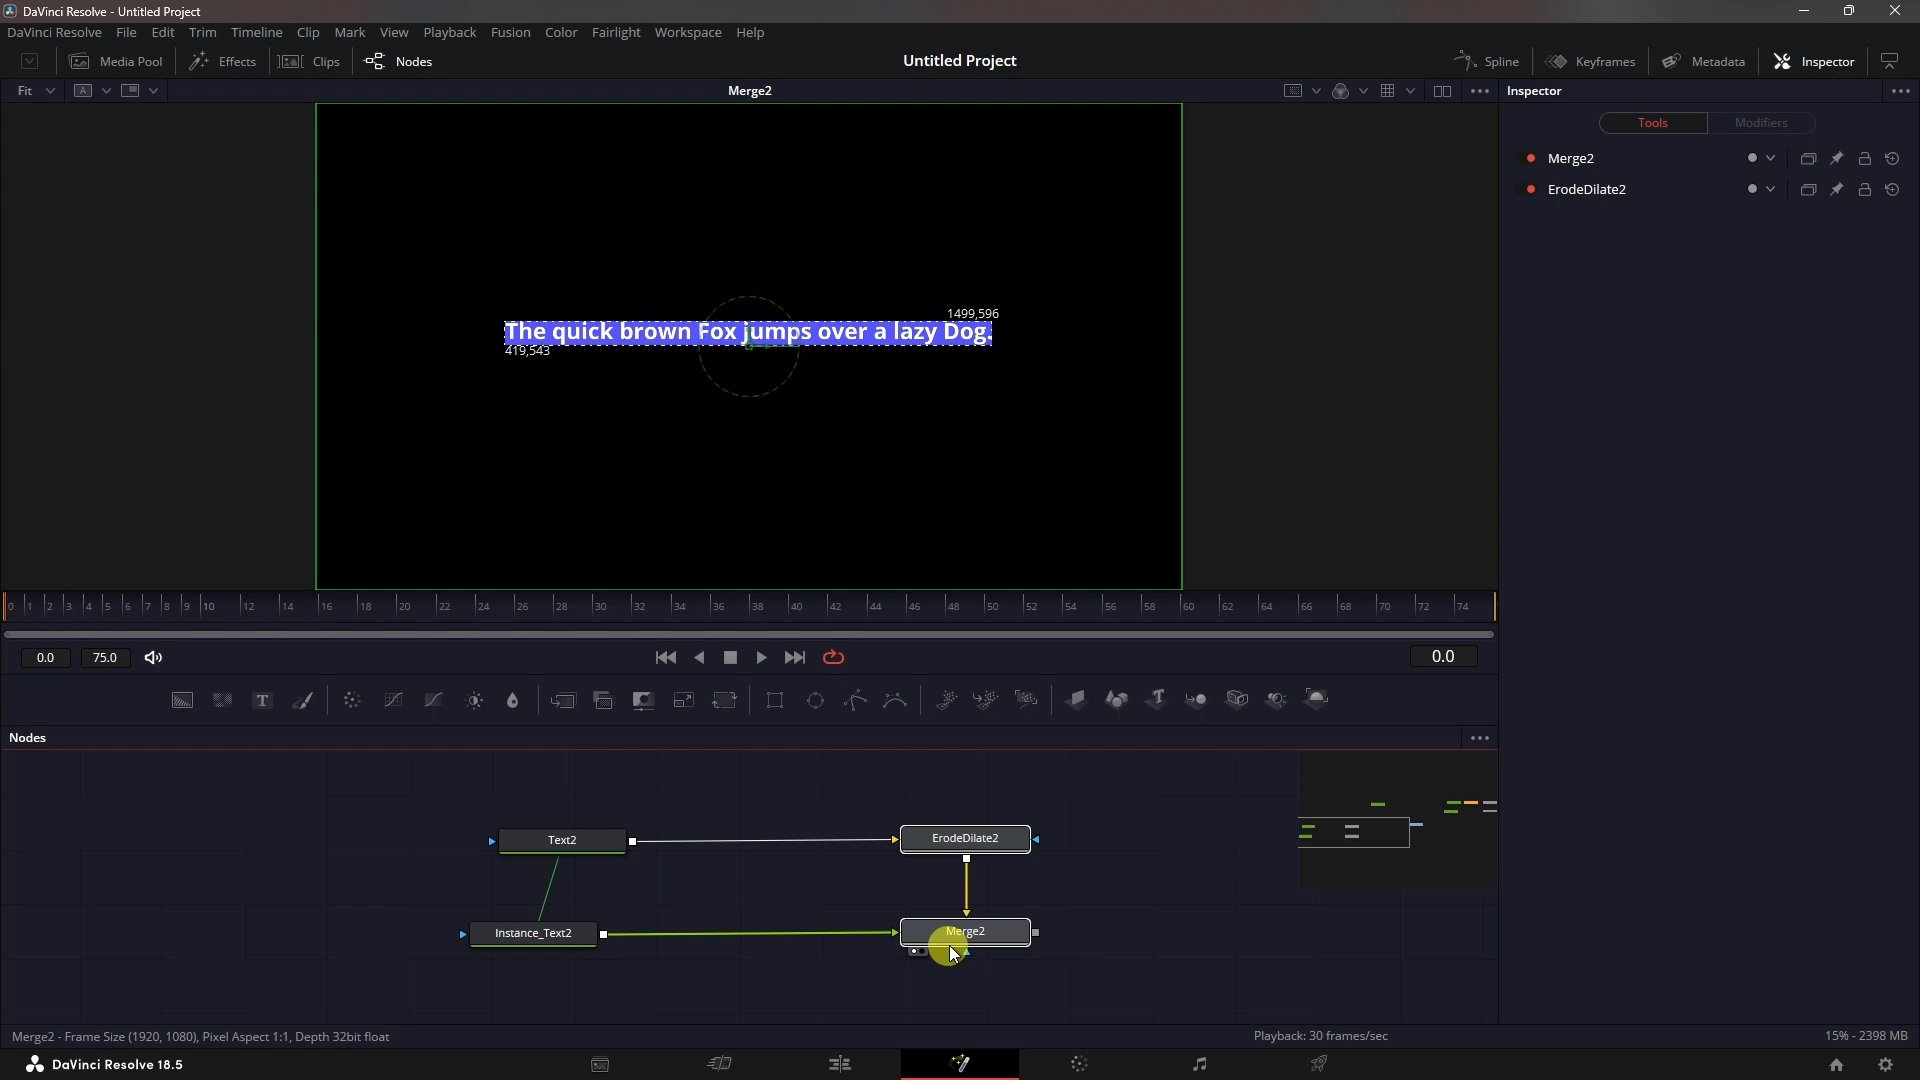 DaVinci Resolve - Untitled Project
DaVinci Resolve File Edit Trim Timeline Clip Mark View Playback Fusion Color Fairlight Workspace Help
Media Pool Effects Clips Nodes Untitled Project Spline Keyframes Metadata Inspector
Fit A Merge2 Inspector
Tools Modifiers
Merge2
ErodeDilate2
1499,596
The quick brown Fox jumps over a lazy Dog.
419,543
0 1 2 3 4 5 6 7 8 9 10 12 14 16 18 20 22 24 26 28 30 32 34 36 38 40 42 44 46 48 50 52 54 56 58 60 62 64 66 68 70 72 74
0.0 75.0 0.0
Nodes
Text2 ErodeDilate2
Instance_Text2 Merge2
Merge2 - Frame Size (1920, 1080), Pixel Aspect 1:1, Depth 32bit float Playback: 30 frames/sec 15% - 2398 MB
DaVinci Resolve 18.5